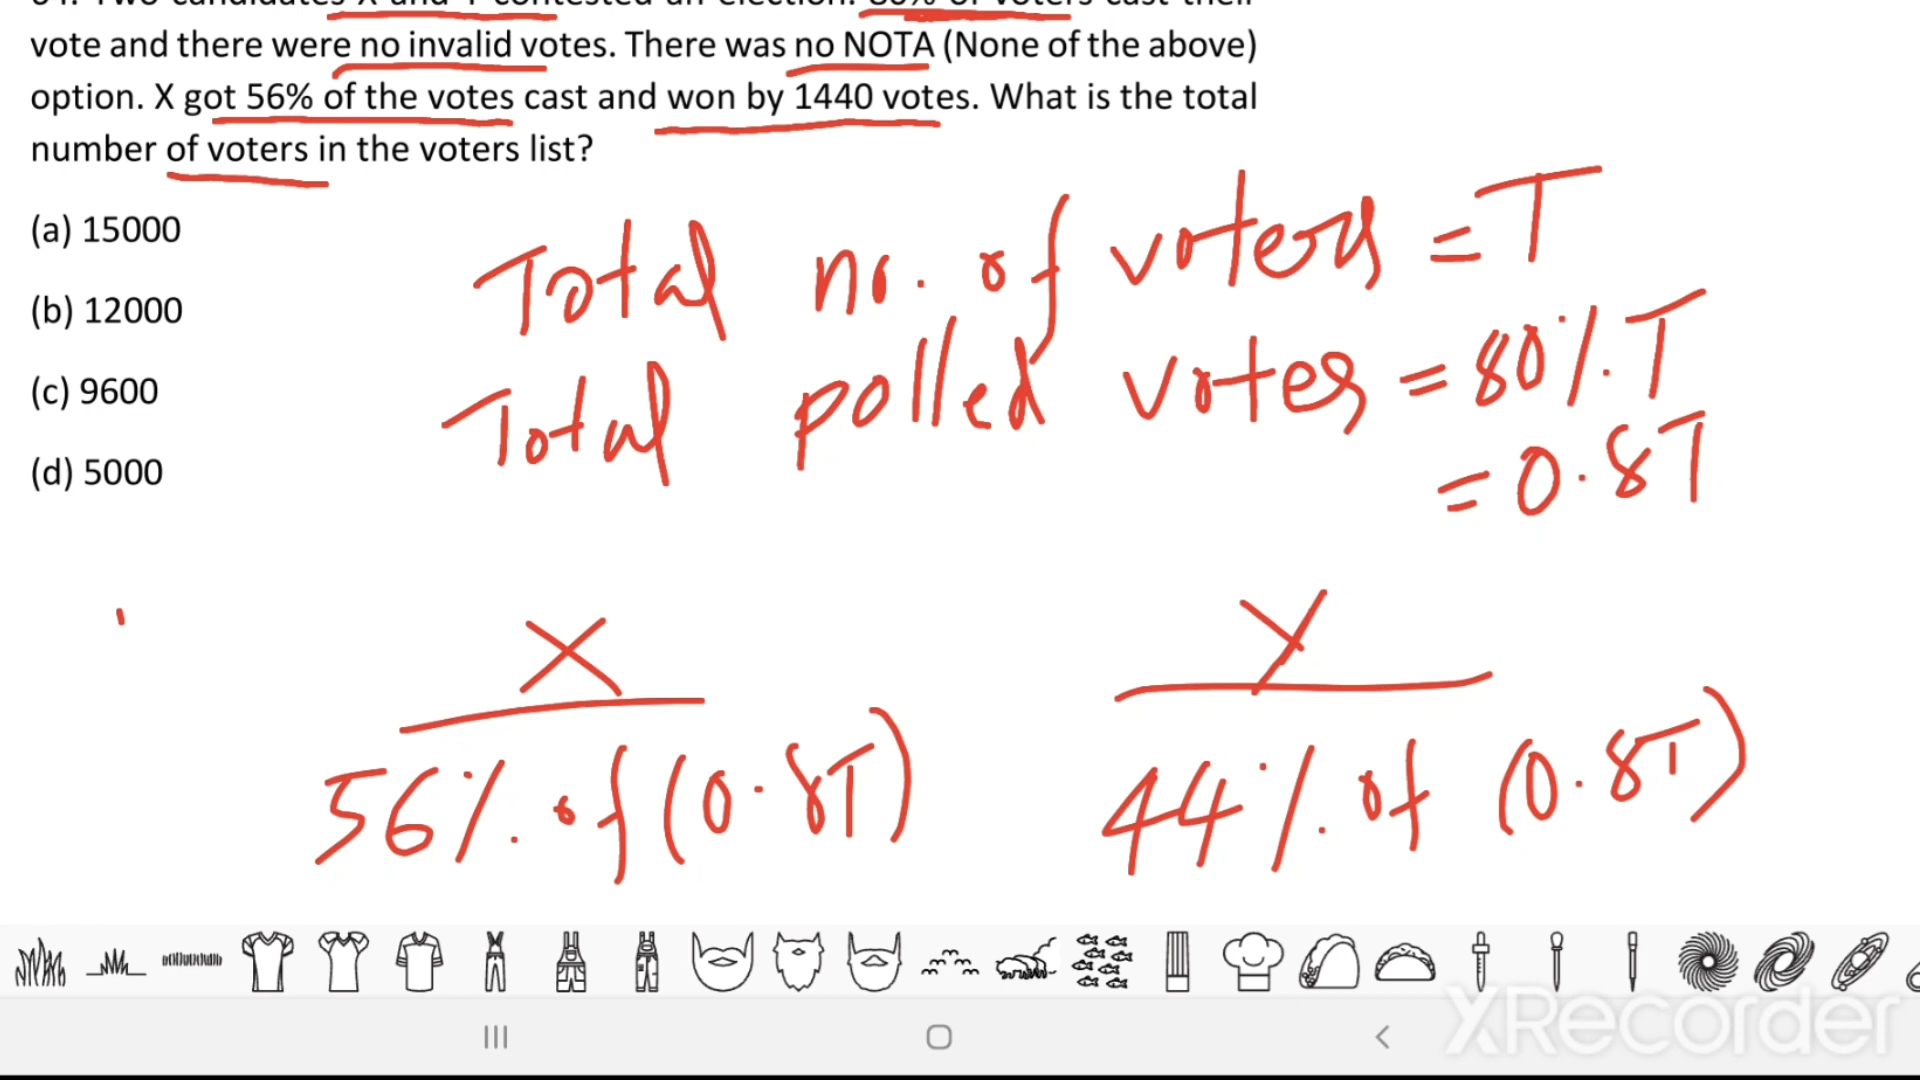 vote and there were no invalid votes. There was no NOTA (None of the above)
option. X got 56% of the votes cast and won by 1440 votes. What is the total
number of voters in the voters list?
(a) 15000
(b) 12000
(c) 9600
(d) 5000
Total no. of voters = T
Total polled votes = 80% T
= 0.8T
X Y
56% of (0.8T) 44% of (0.8T)
XRecorder